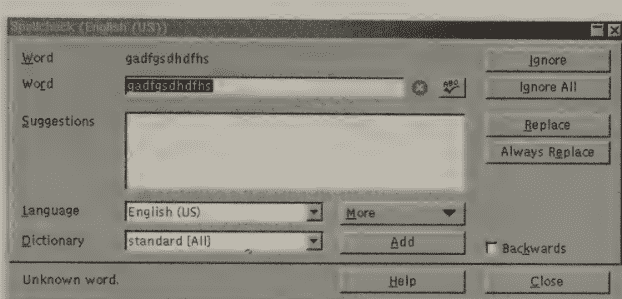 Spellcheck (English (US))
Word gadfgsdhdfhs Ignore
Word gadfgsdhdfhs ABC Ignore All
Suggestions Replace
Always Replace
Language English (US) More
Dictionary standard [All] Add Backwards
Unknown word. Help Close